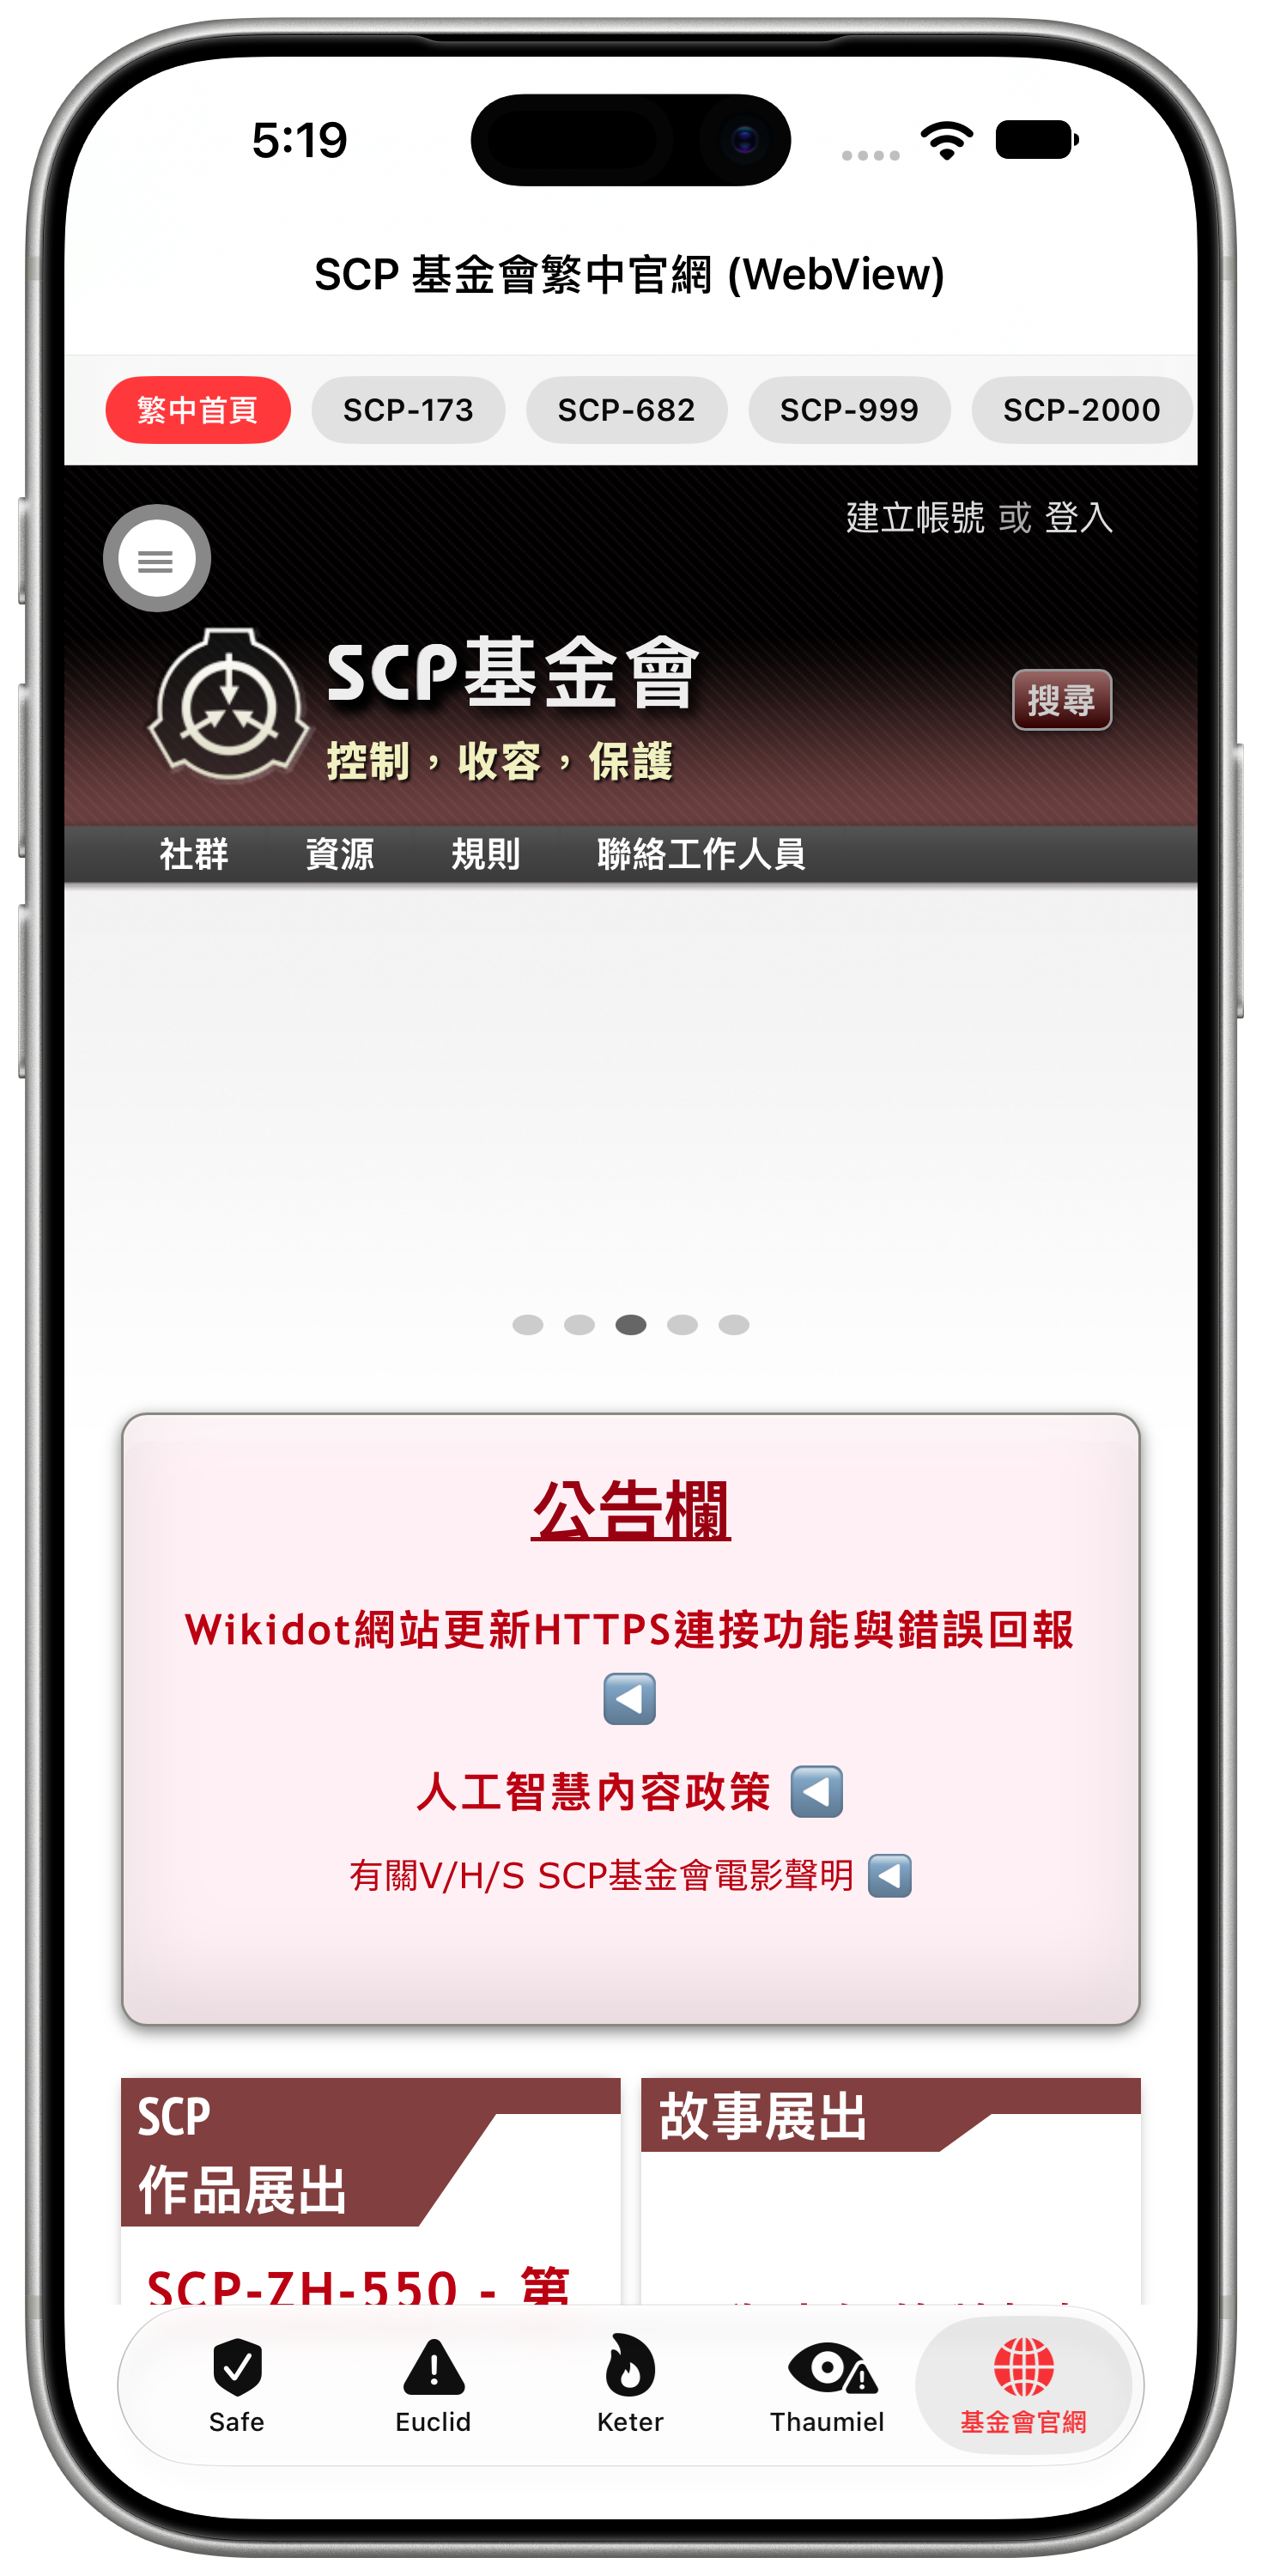 5:19
SCP 基金會繁中官網 (WebView)
繁中首頁 SCP-173 SCP-682 SCP-999 SCP-2000
建立帳號 或 登入
SCP基金會
控制，收容，保護
搜尋
社群 資源 規則 聯絡工作人員
公告欄
Wikidot網站更新HTTPS連接功能與錯誤回報
人工智慧內容政策
有關V/H/S SCP基金會電影聲明
SCP
作品展出
故事展出
SCP-ZH-550 - 第
Safe Euclid Keter Thaumiel 基金會官網